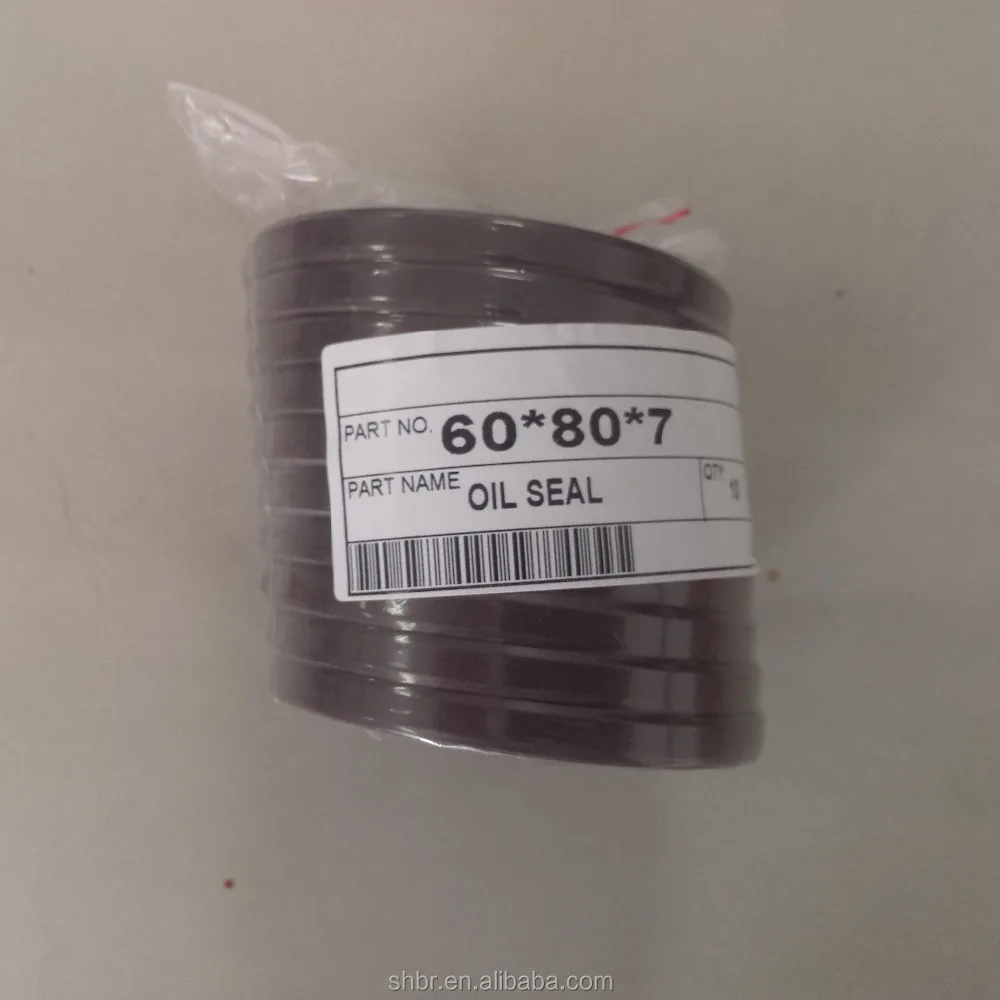 PART NO. 60*80*7
PART NAME OIL SEAL QTY 10
shbr.en.alibaba.com